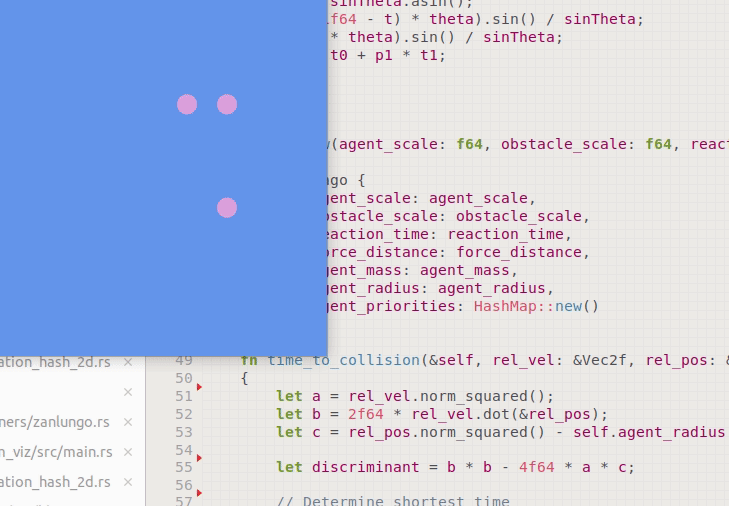 sinTheta.asin();
f64 - t) * theta).sin() / sinTheta;
* theta).sin() / sinTheta;
t0 + p1 * t1;
(agent_scale: f64, obstacle_scale: f64, react
ngo {
gent_scale: agent_scale,
bstacle_scale: obstacle_scale,
eaction_time: reaction_time,
orce_distance: force_distance,
gent_mass: agent_mass,
gent_radius: agent_radius,
gent_priorities: HashMap::new()
ation_hash_2d.rs ×
49 fn time_to_collision(&self, rel_vel: &Vec2f, rel_pos: &
50 {
×
51 let a = rel_vel.norm_squared();
52 let b = 2f64 * rel_vel.dot(&rel_pos);
ners/zanlungo.rs ×
53 let c = rel_pos.norm_squared() - self.agent_radius
n_viz/src/main.rs ×
54
55 let discriminant = b * b - 4f64 * a * c;
ation_hash_2d.rs ×
56
57 // Determine shortest time